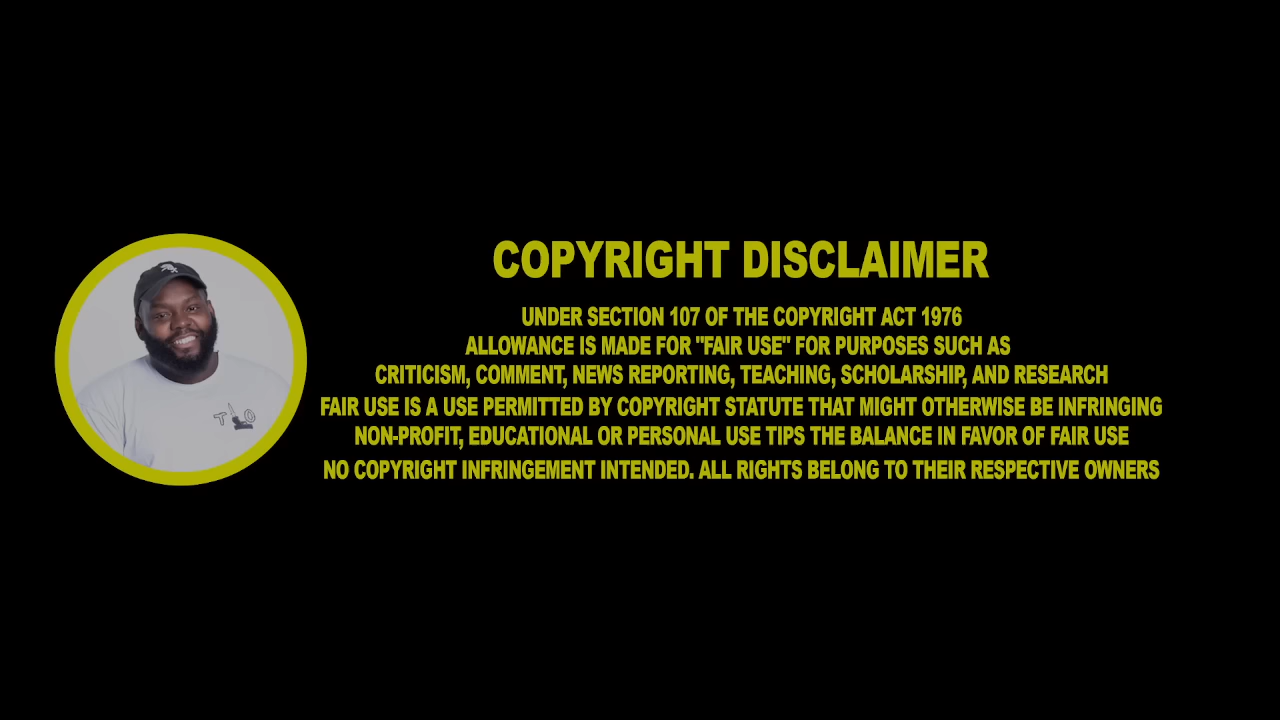 COPYRIGHT DISCLAIMER
UNDER SECTION 107 OF THE COPYRIGHT ACT 1976
ALLOWANCE IS MADE FOR "FAIR USE" FOR PURPOSES SUCH AS
CRITICISM, COMMENT, NEWS REPORTING, TEACHING, SCHOLARSHIP, AND RESEARCH
FAIR USE IS A USE PERMITTED BY COPYRIGHT STATUTE THAT MIGHT OTHERWISE BE INFRINGING
NON-PROFIT, EDUCATIONAL OR PERSONAL USE TIPS THE BALANCE IN FAVOR OF FAIR USE
NO COPYRIGHT INFRINGEMENT INTENDED. ALL RIGHTS BELONG TO THEIR RESPECTIVE OWNERS